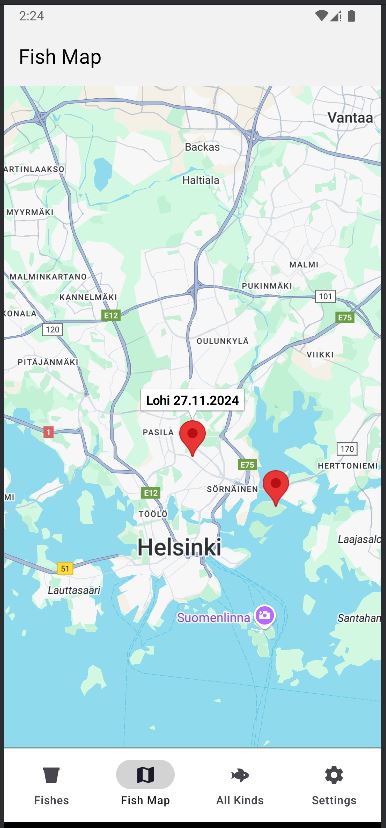 2:24
Fish Map
Vantaa
Backas
ARTINLAAKSO
Haltiala
MYYRMÄKI
MALMI
MALMINKARTANO
PUKINMÄKI
KANNELMÄKI
101
KONALA
E12
E75
120
OULUNKYLÄ
VIIKKI
PITÄJÄNMÄKI
Lohi 27.11.2024
1
PASILA
170
E75
HERTTONIEMI
MI
E12
SÖRNÄINEN
TÖÖLÖ
Laajasalo
Helsinki
51
Lauttasaari
Suomenlinna
Santahan
Fishes
Fish Map
All Kinds
Settings